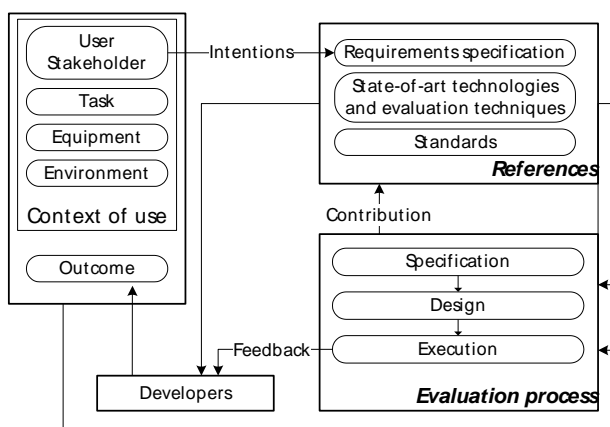 User
Stakeholder
Task
Equipment
Environment
Context of use
Outcome
Intentions
Requirements specification
State-of-art technologies
and evaluation techniques
Standards
References
Contribution
Specification
Design
Execution
Evaluation process
Feedback
Developers